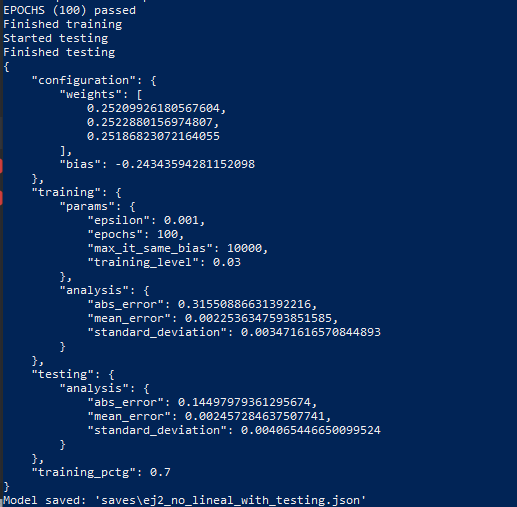 EPOCHS (100) passed
Finished training
Started testing
Finished testing
{
    "configuration": {
        "weights": [
            0.25209926180567604,
            0.2522880156974807,
            0.25186823072164055
        ],
        "bias": -0.24343594281152098
    },
    "training": {
        "params": {
            "epsilon": 0.001,
            "epochs": 100,
            "max_it_same_bias": 10000,
            "training_level": 0.03
        },
        "analysis": {
            "abs_error": 0.31550886631392216,
            "mean_error": 0.0022536347593851585,
            "standard_deviation": 0.003471616570844893
        }
    },
    "testing": {
        "analysis": {
            "abs_error": 0.14497979361295674,
            "mean_error": 0.002457284637507741,
            "standard_deviation": 0.004065446650099524
        }
    },
    "training_pctg": 0.7
}
Model saved: 'saves\ej2_no_lineal_with_testing.json'